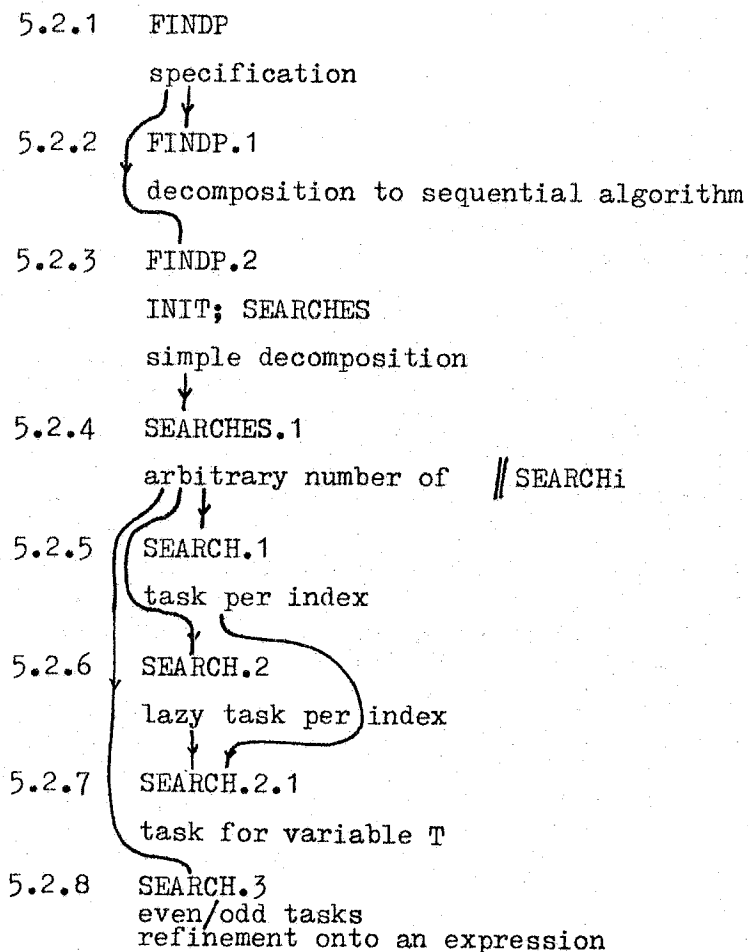 5.2.1 FINDP
specification
5.2.2 FINDP.1
decomposition to sequential algorithm
5.2.3 FINDP.2
INIT; SEARCHES
simple decomposition
5.2.4 SEARCHES.1
arbitrary number of ∥ SEARCHi
5.2.5 SEARCH.1
task per index
5.2.6 SEARCH.2
lazy task per index
5.2.7 SEARCH.2.1
task for variable T
5.2.8 SEARCH.3
even/odd tasks
refinement onto an expression